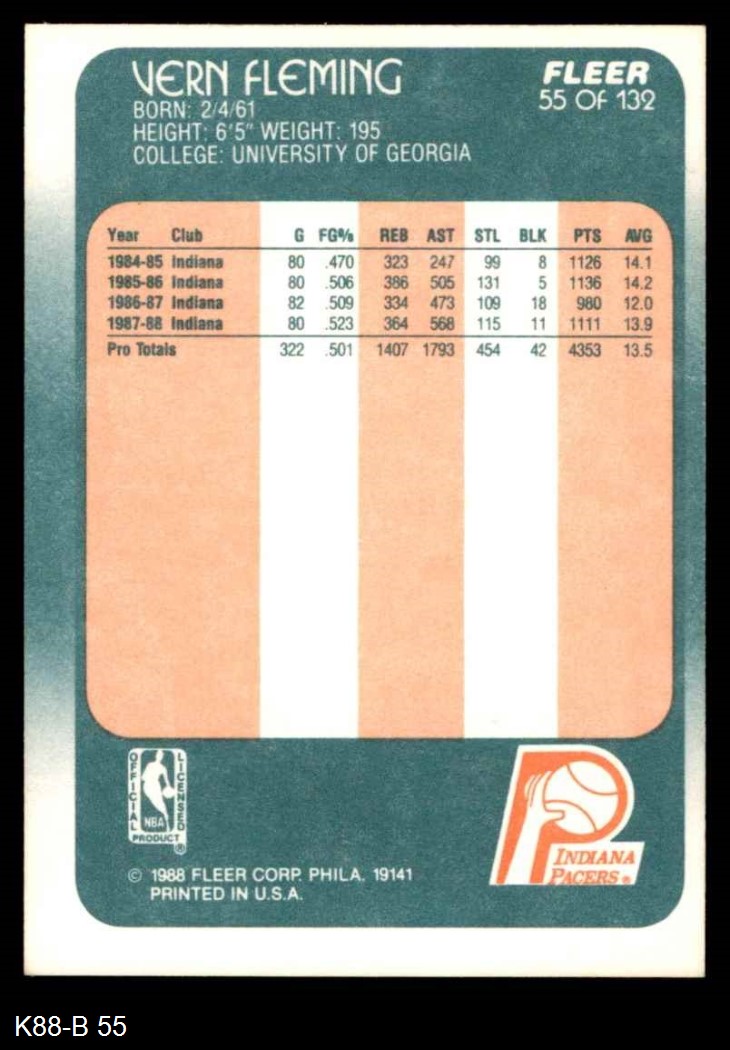 VERN FLEMING
FLEER
55 OF 132
BORN: 2/4/61
HEIGHT: 6'5" WEIGHT: 195
COLLEGE: UNIVERSITY OF GEORGIA
Year Club G FG% REB AST STL BLK PTS AVG
1984-85 Indiana 80 .470 323 247 99 8 1126 14.1
1985-86 Indiana 80 .506 386 505 131 5 1136 14.2
1986-87 Indiana 82 .509 334 473 109 18 980 12.0
1987-88 Indiana 80 .523 364 568 115 11 1111 13.9
Pro Totals 322 .501 1407 1793 454 42 4353 13.5
OFFICIAL LICENSED
NBA
PRODUCT
®
INDIANA
PACERS ®
© 1988 FLEER CORP. PHILA. 19141
PRINTED IN U.S.A.
K88-B 55